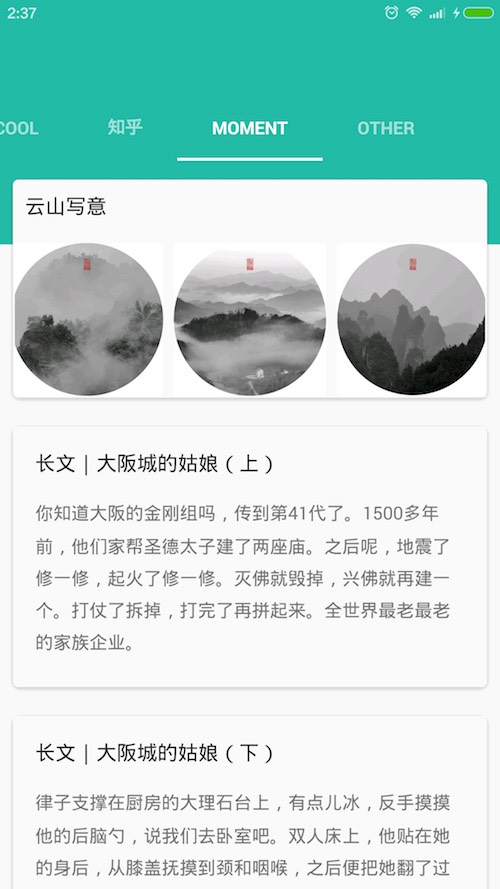 2:37
COOL
知乎
MOMENT
OTHER
云山写意
长文｜大阪城的姑娘（上）
你知道大阪的金刚组吗，传到第41代了。1500多年
前，他们家帮圣德太子建了两座庙。之后呢，地震了
修一修，起火了修一修。灭佛就毁掉，兴佛就再建一
个。打仗了拆掉，打完了再拼起来。全世界最老最老
的家族企业。
长文｜大阪城的姑娘（下）
律子支撑在厨房的大理石台上，有点儿冰，反手摸摸
他的后脑勺，说我们去卧室吧。双人床上，他贴在她
的身后，从膝盖抚摸到颈和咽喉，之后便把她翻了过